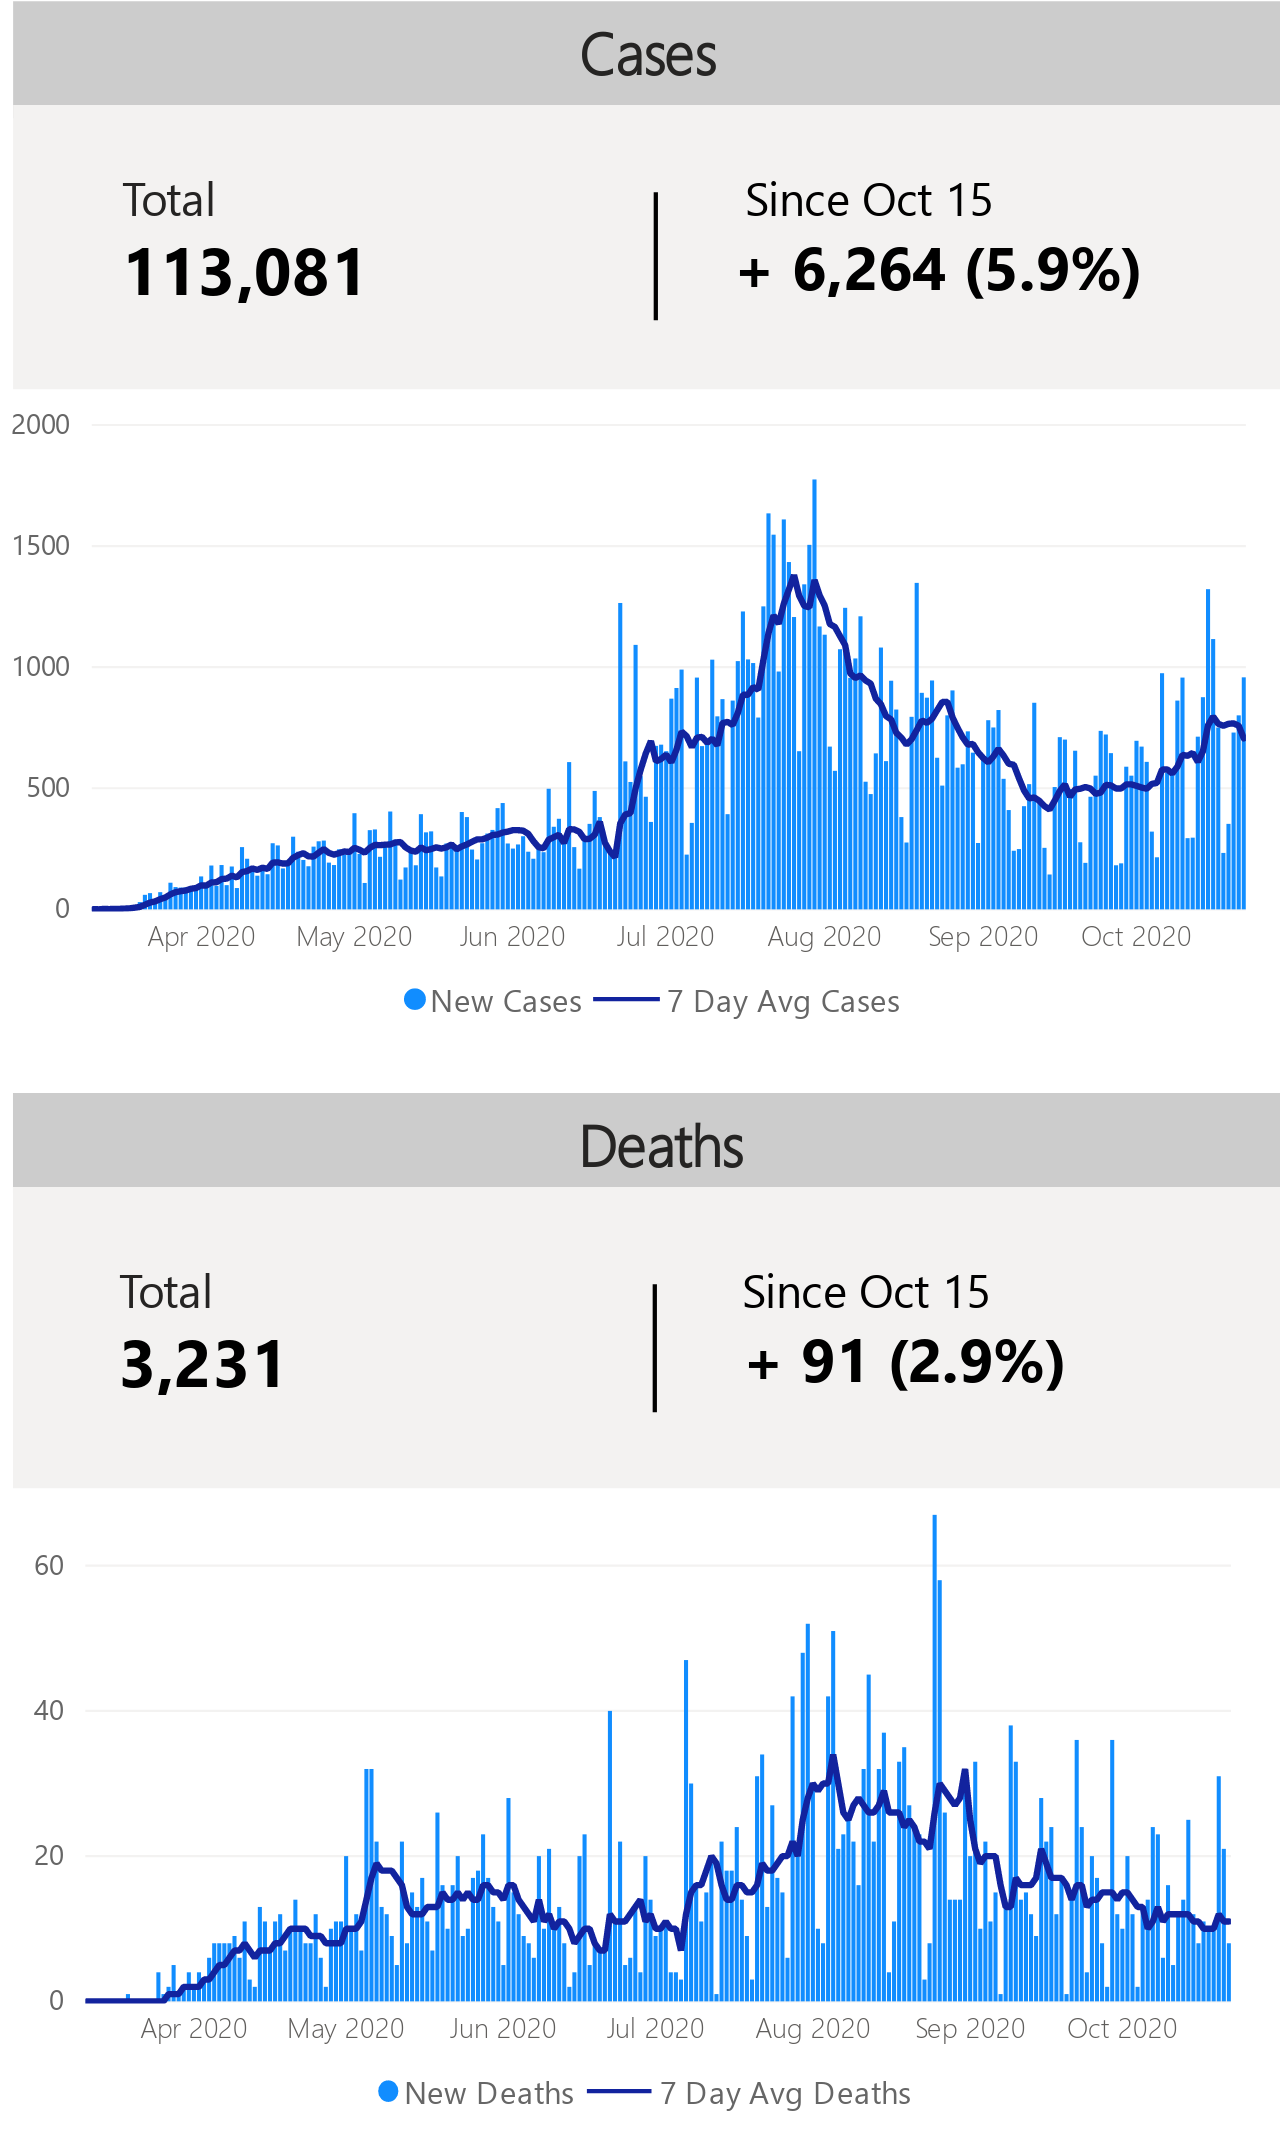 Cases
Total
Since Oct 15
113,081
+ 6,264 (5.9%)
2000
1500
1000
500
0
Apr 2020 May 2020 Jun 2020 Jul 2020 Aug 2020 Sep 2020 Oct 2020
New Cases 7 Day Avg Cases
Deaths
Total
Since Oct 15
3,231
+ 91 (2.9%)
60
40
20
0
Apr 2020 May 2020 Jun 2020 Jul 2020 Aug 2020 Sep 2020 Oct 2020
New Deaths 7 Day Avg Deaths